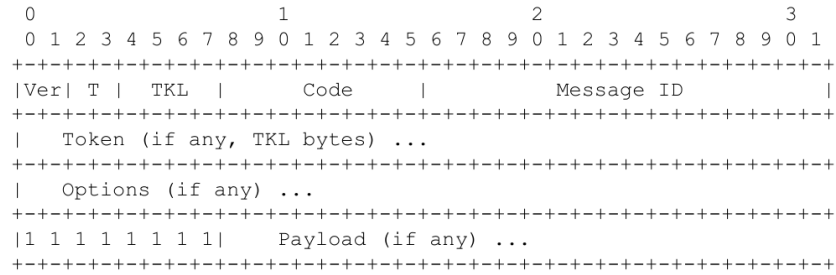 0                   1                   2                   3
 0 1 2 3 4 5 6 7 8 9 0 1 2 3 4 5 6 7 8 9 0 1 2 3 4 5 6 7 8 9 0 1
+-+-+-+-+-+-+-+-+-+-+-+-+-+-+-+-+-+-+-+-+-+-+-+-+-+-+-+-+-+-+-+-+
|Ver| T |  TKL  |      Code     |          Message ID           |
+-+-+-+-+-+-+-+-+-+-+-+-+-+-+-+-+-+-+-+-+-+-+-+-+-+-+-+-+-+-+-+-+
|   Token (if any, TKL bytes) ...
+-+-+-+-+-+-+-+-+-+-+-+-+-+-+-+-+-+-+-+-+-+-+-+-+-+-+-+-+-+-+-+-+
|   Options (if any) ...
+-+-+-+-+-+-+-+-+-+-+-+-+-+-+-+-+-+-+-+-+-+-+-+-+-+-+-+-+-+-+-+-+
|1 1 1 1 1 1 1 1|    Payload (if any) ...
+-+-+-+-+-+-+-+-+-+-+-+-+-+-+-+-+-+-+-+-+-+-+-+-+-+-+-+-+-+-+-+-+